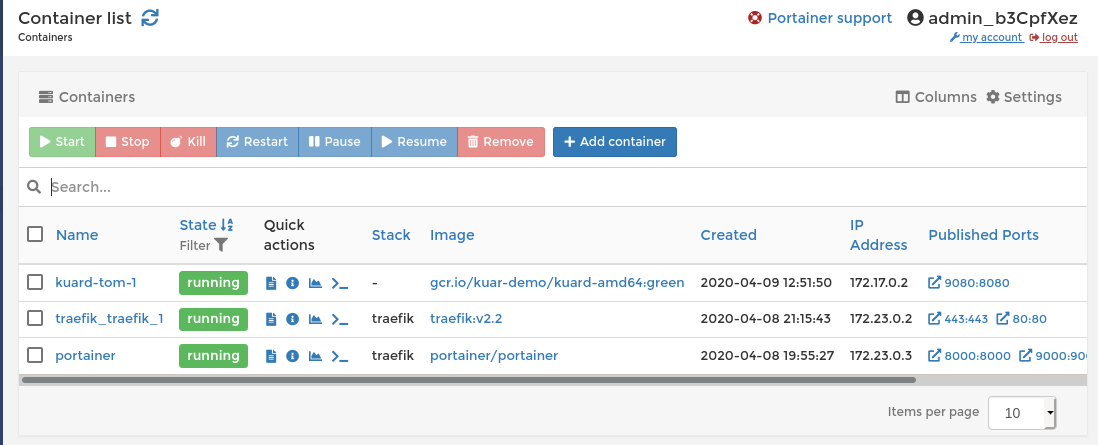 Container list Portainer support admin_b3CpfXez
Containers my account log out
Containers Columns Settings
Start Stop Kill Restart Pause Resume Remove Add container
Search...
Name State Filter Quick actions Stack Image Created IP Address Published Ports
kuard-tom-1 running - gcr.io/kuar-demo/kuard-amd64:green 2020-04-09 12:51:50 172.17.0.2 9080:8080
traefik_traefik_1 running traefik traefik:v2.2 2020-04-08 21:15:43 172.23.0.3 443:443 80:80
portainer running traefik portainer/portainer 2020-04-08 19:55:27 172.23.0.3 8000:8000 9000:900
Items per page 10